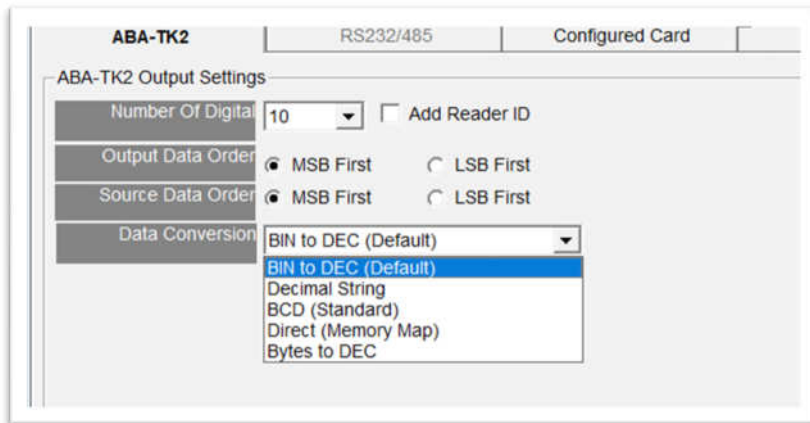 ABA-TK2 RS232/485 Configured Card
ABA-TK2 Output Settings
Number Of Digital 10 Add Reader ID
Output Data Order MSB First LSB First
Source Data Order MSB First LSB First
Data Conversion BIN to DEC (Default)
BIN to DEC (Default)
Decimal String
BCD (Standard)
Direct (Memory Map)
Bytes to DEC